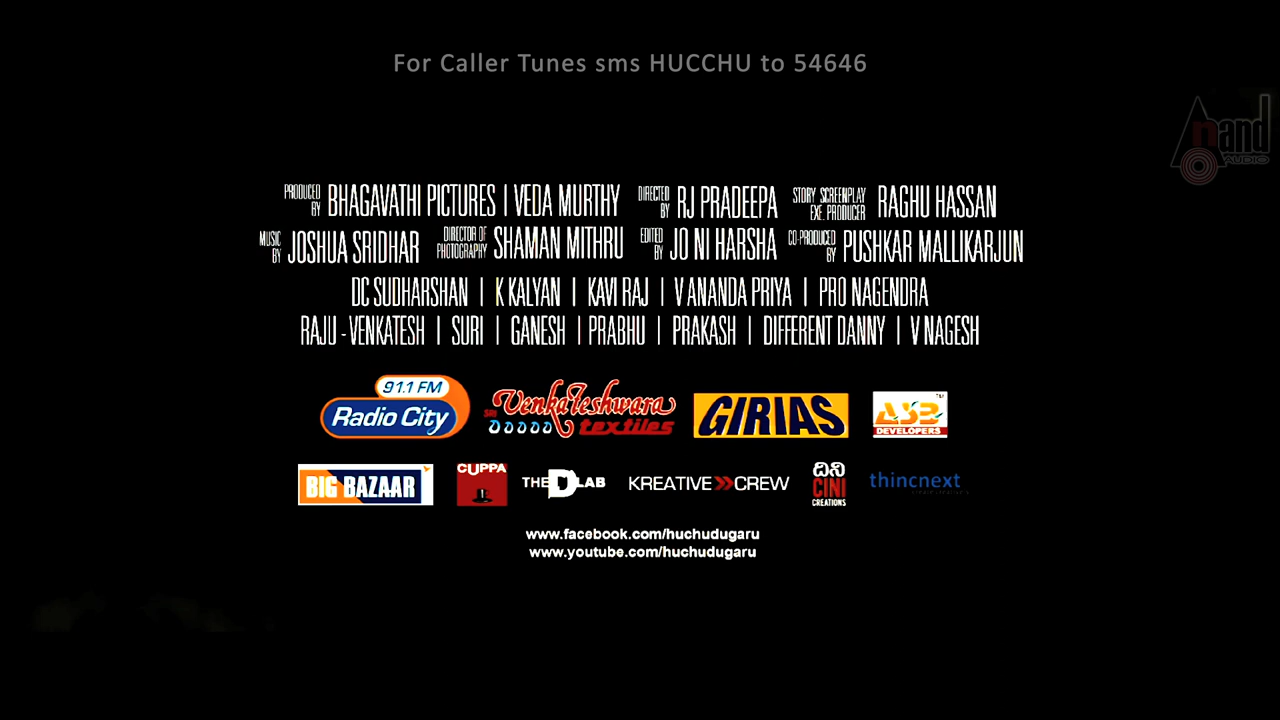 For Caller Tunes sms HUCCHU to 54646
Anand
AUDIO
PRODUCED BY BHAGAVATHI PICTURES | VEDA MURTHY DIRECTED BY RJ PRADEEPA STORY SCREENPLAY EXE. PRODUCER RAGHU HASSAN
MUSIC BY JOSHUA SRIDHAR DIRECTOR OF PHOTOGRAPHY SHAMAN MITHRU EDITED BY JO NI HARSHA CO-PRODUCED BY PUSHKAR MALLIKARJUN
DC SUDHARSHAN | K KALYAN | KAVI RAJ | V ANANDA PRIYA | PRO NAGENDRA
RAJU - VENKATESH | SURI | GANESH | PRABHU | PRAKASH | DIFFERENT DANNY | V NAGESH
91.1 FM
Radio City
SRI Venkateshwara
textiles
GIRIAS
ASB
DEVELOPERS
BIG BAZAAR
CUPPA
THE D LAB
KREATIVE CREW
ದಿನಿ
CINI
CREATIONS
thincnext
www.facebook.com/huchudugaru
www.youtube.com/huchudugaru